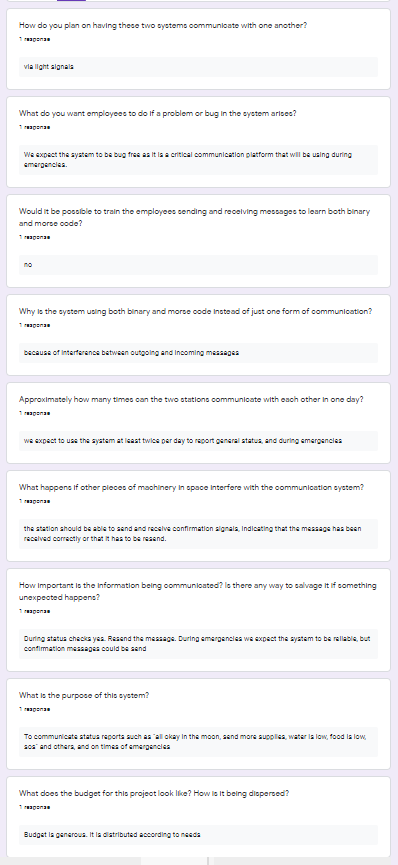 How do you plan on having these two systems communicate with one another?
1 response
via light signals
What do you want employees to do if a problem or bug in the system arises?
1 response
We expect the system to be bug free as it is a critical communication platform that will be using during
emergencies.
Would it be possible to train the employees sending and receiving messages to learn both binary
and morse code?
1 response
no
Why is the system using both binary and morse code instead of just one form of communication?
1 response
because of interference between outgoing and incoming messages
Approximately how many times can the two stations communicate with each other in one day?
1 response
we expect to use the system at least twice per day to report general status, and during emergencies
What happens if other pieces of machinery in space interfere with the communication system?
1 response
the station should be able to send and receive confirmation signals, indicating that the message has been
received correctly or that it has to be resend.
How important is the information being communicated? Is there any way to salvage it if something
unexpected happens?
1 response
During status checks yes. Resend the message. During emergencies we expect the system to be reliable, but
confirmation messages could be send
What is the purpose of this system?
1 response
To communicate status reports such as "all okay in the moon, send more supplies, water is low, food is low,
sos" and others, and on times of emergencies
What does the budget for this project look like? How is it being dispersed?
1 response
Budget is generous. It is distributed according to needs